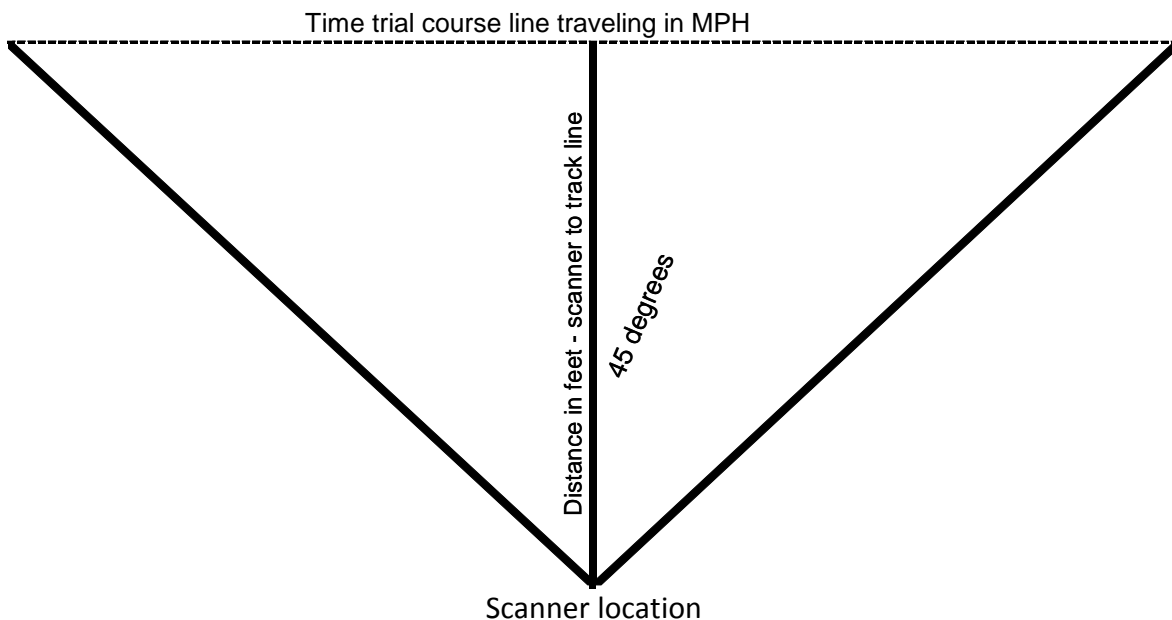 Time trial course line traveling in MPH
Distance in feet - scanner to track line
45 degrees
Scanner location